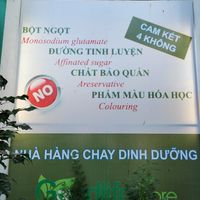 BỘT NGỌT
Monosodium glutamate
ĐƯỜNG TINH LUYỆN
Affinated sugar
CHẤT BẢO QUẢN
Areservative
PHẨM MÀU HÓA HỌC
Colouring
NO
CAM KẾT
4 KHÔNG
NHÀ HÀNG CHAY DINH DƯỠNG